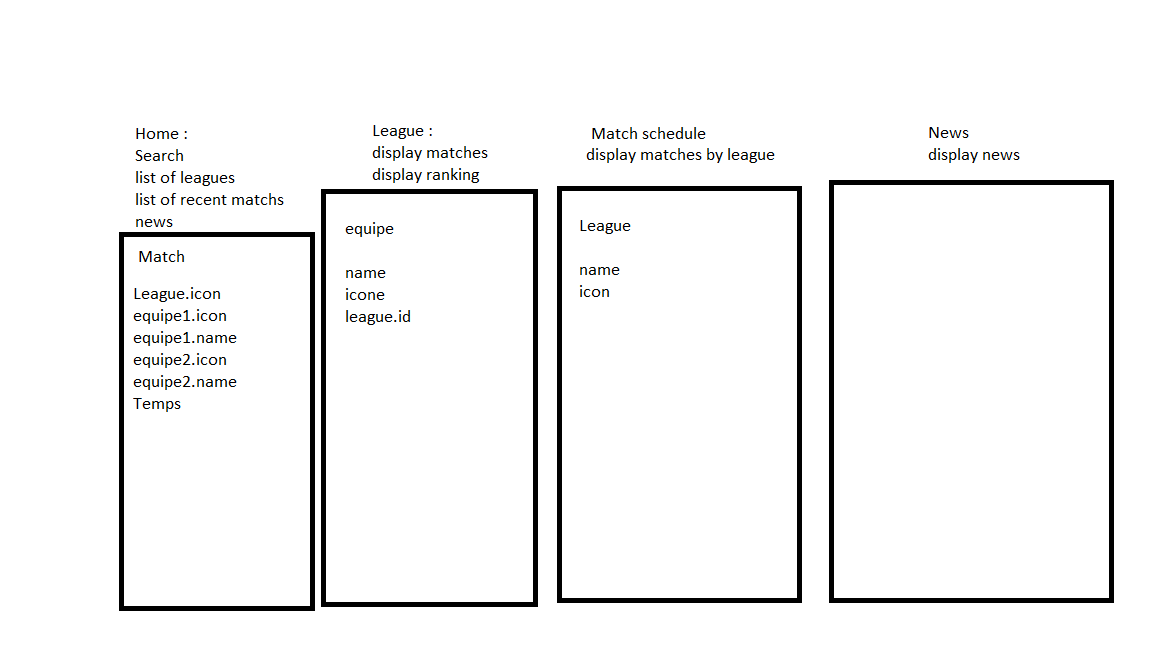 Home :
Search
list of leagues
list of recent matchs
news
Match
League.icon
equipe1.icon
equipe1.name
equipe2.icon
equipe2.name
Temps
League :
display matches
display ranking
equipe
name
icone
league.id
Match schedule
display matches by league
League
name
icon
News
display news